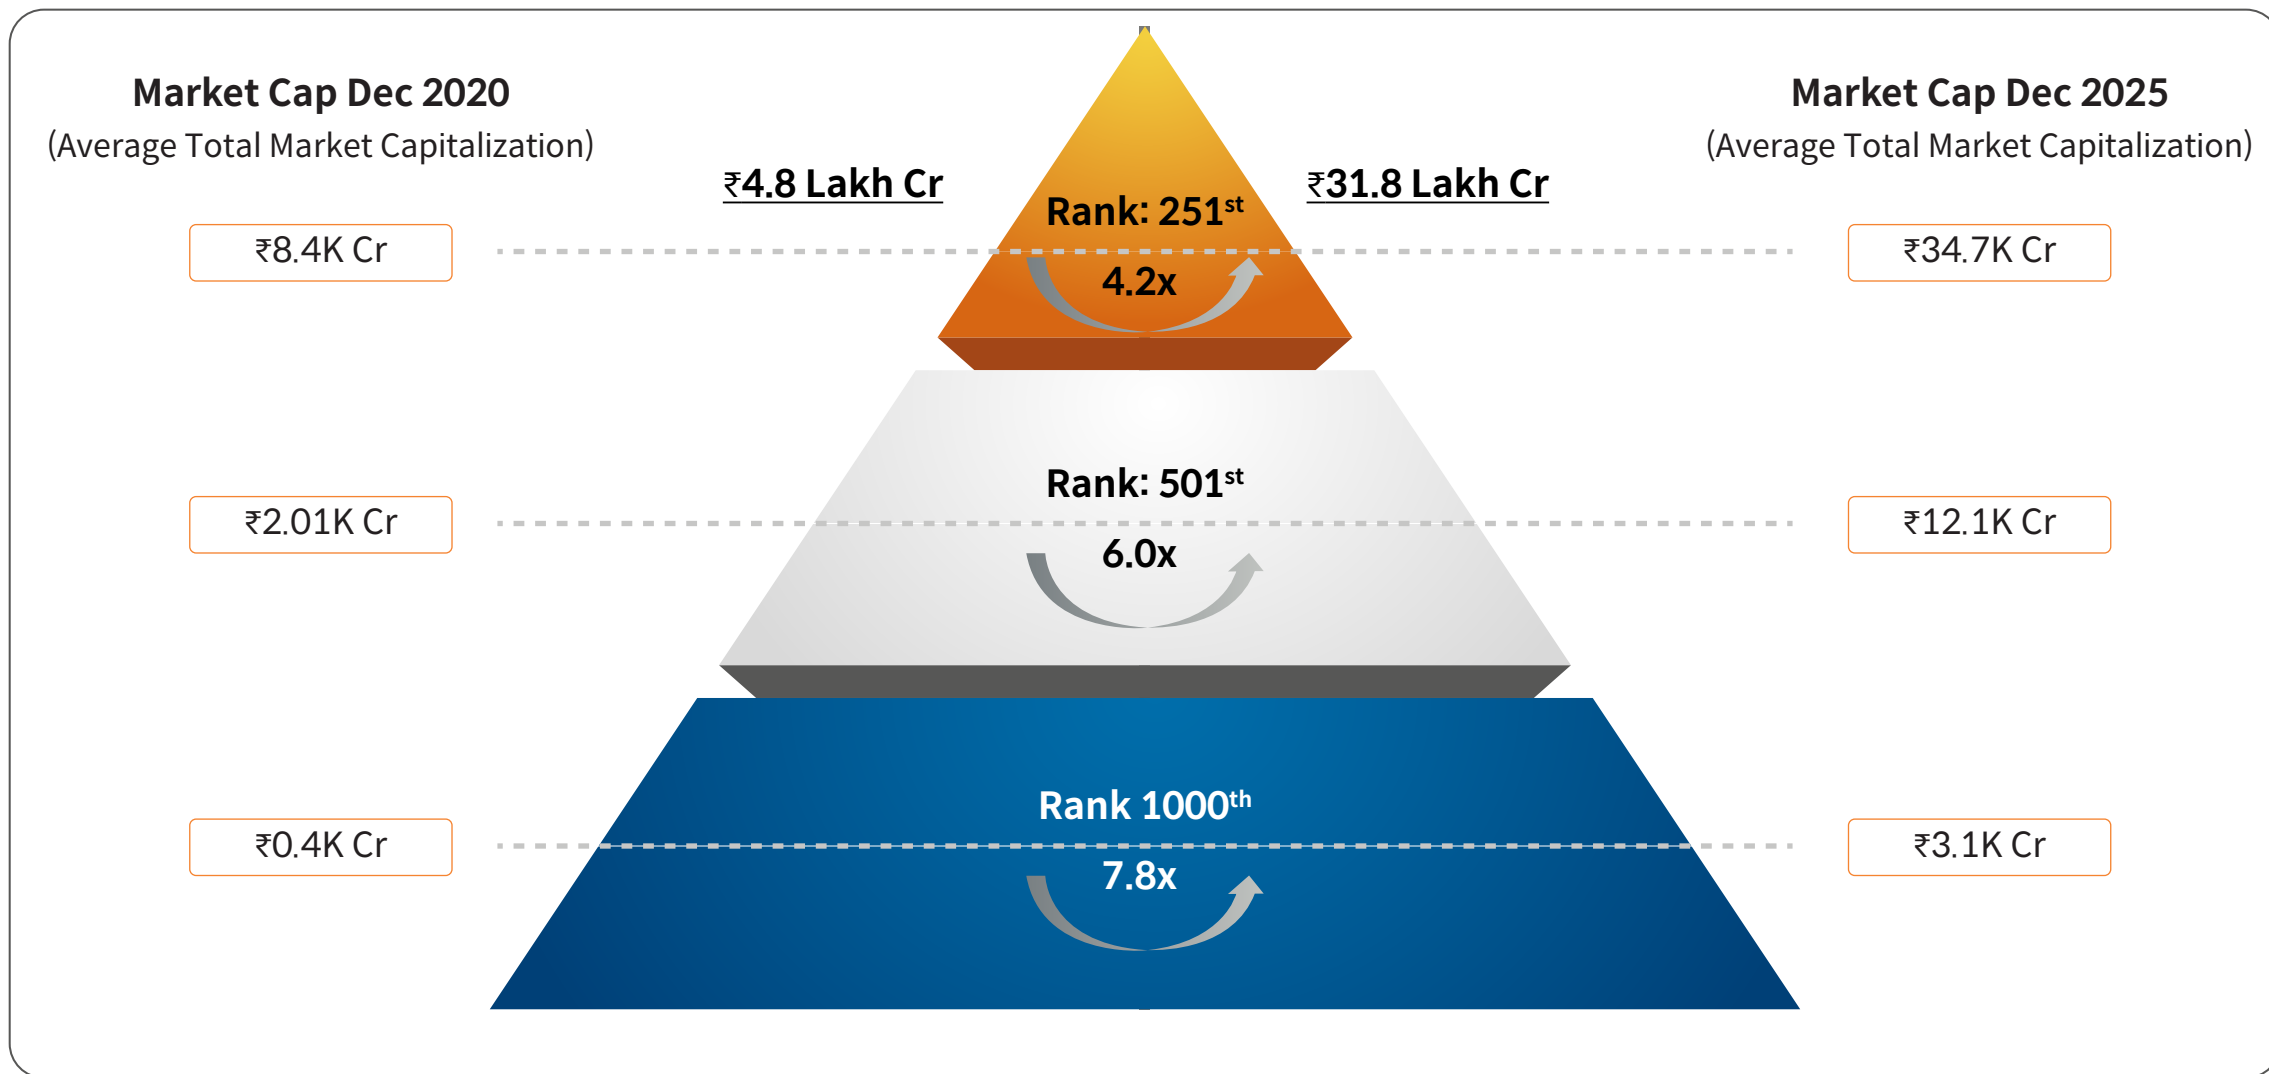 Market Cap Dec 2020
(Average Total Market Capitalization)
Market Cap Dec 2025
(Average Total Market Capitalization)
₹4.8 Lakh Cr
₹31.8 Lakh Cr
Rank: 251st
₹8.4K Cr
₹34.7K Cr
4.2x
Rank: 501st
₹2.01K Cr
₹12.1K Cr
6.0x
Rank 1000th
₹0.4K Cr
₹3.1K Cr
7.8x